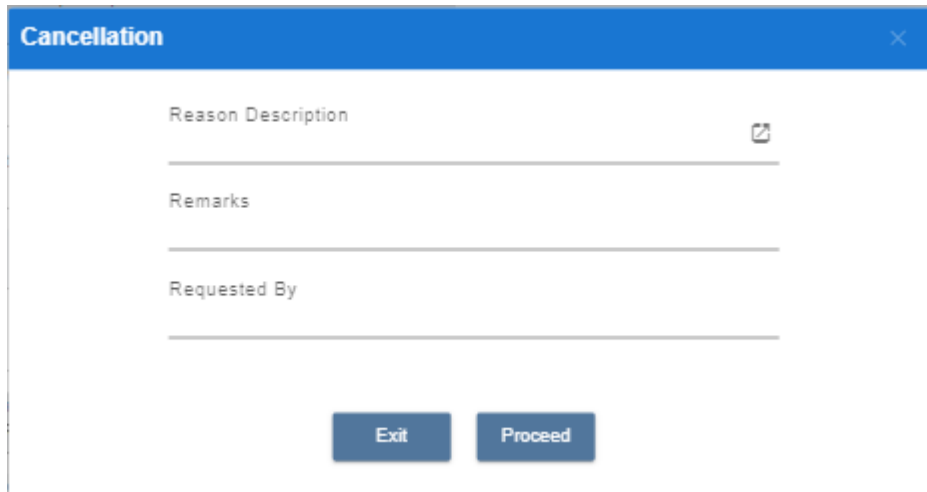 Cancellation
Reason Description
Remarks
Requested By
Exit Proceed